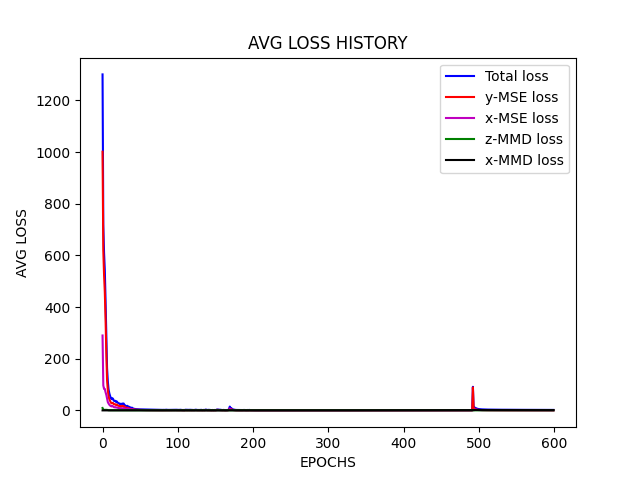 AVG LOSS HISTORY
Total loss
y-MSE loss
x-MSE loss
z-MMD loss
x-MMD loss
AVG LOSS
1200
1000
800
600
400
200
0
0 100 200 300 400 500 600
EPOCHS